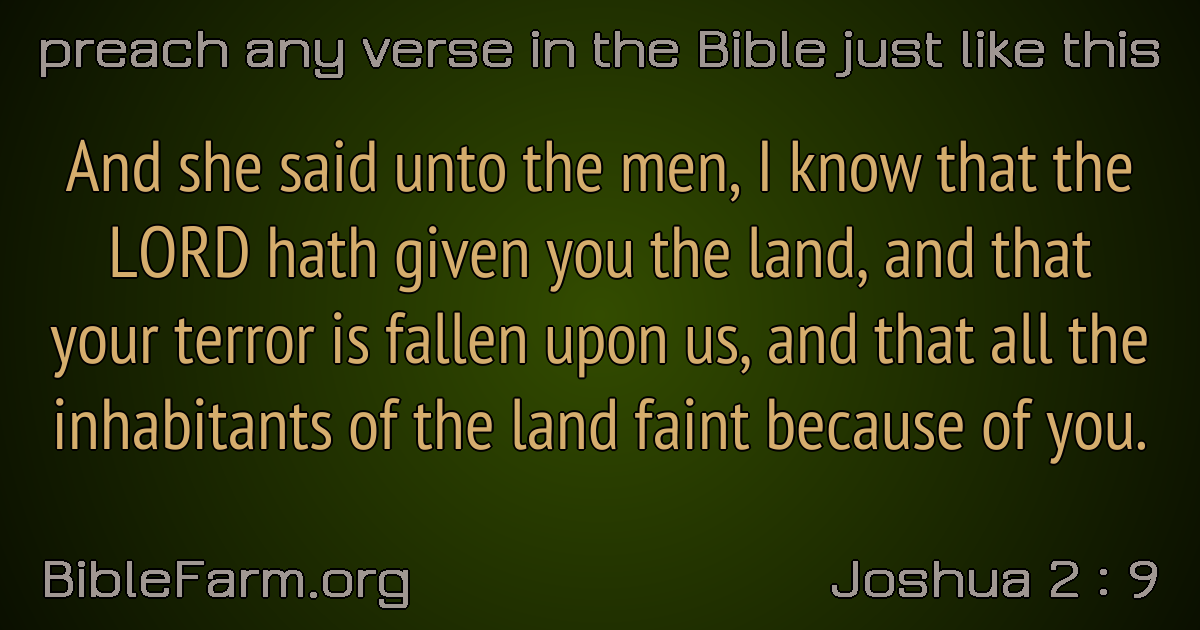 preach any verse in the Bible just like this
And she said unto the men, I know that the
LORD hath given you the land, and that
your terror is fallen upon us, and that all the
inhabitants of the land faint because of you.
BibleFarm.org
Joshua 2 : 9